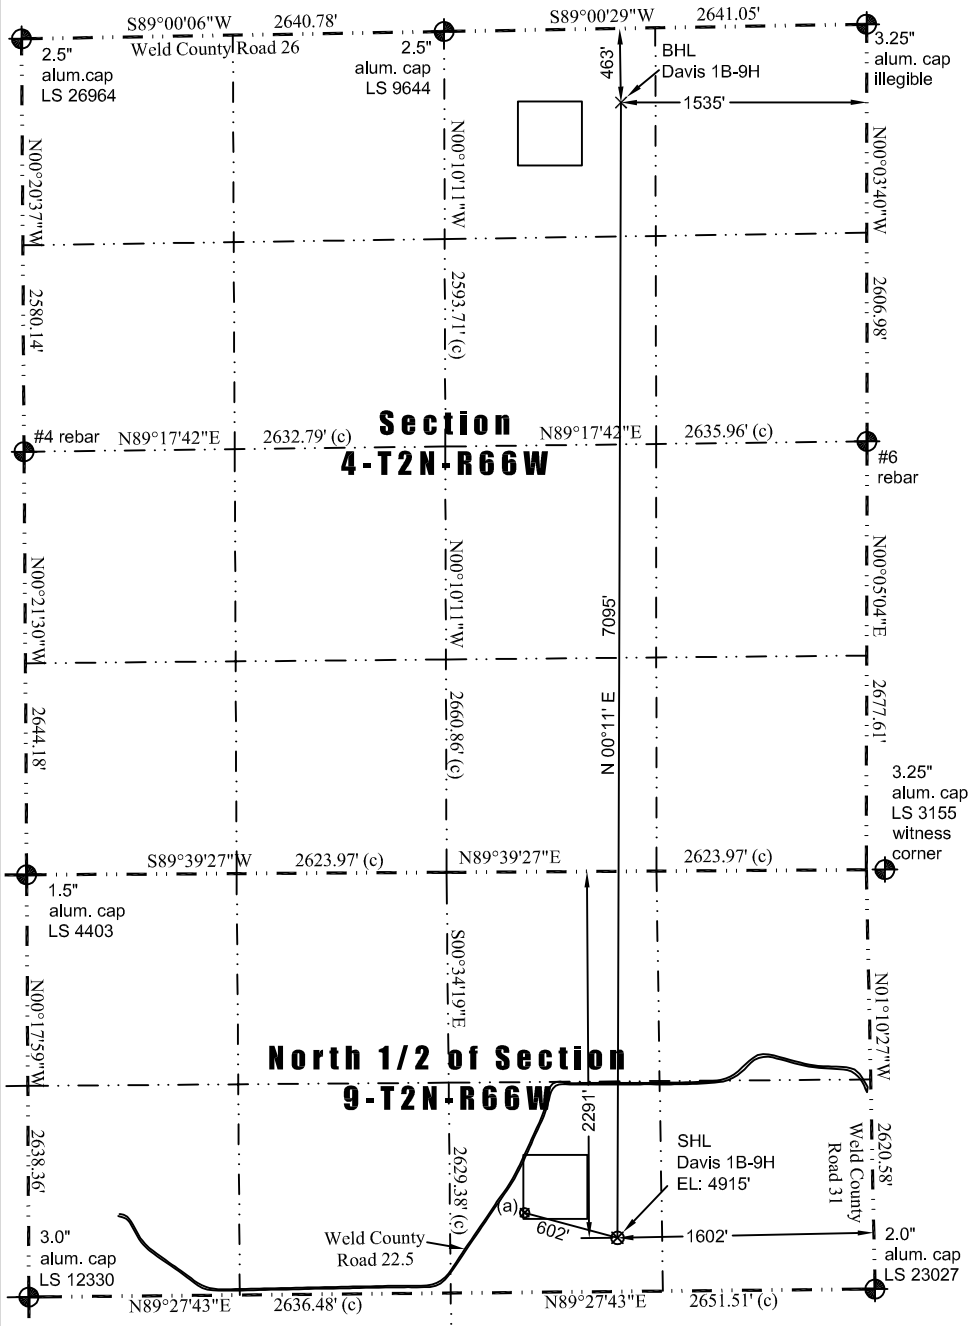 S89°00'06"W 2640.78'
S89°00'29"W 2641.05'
Weld County Road 26
2.5"
alum.cap
LS 26964
2.5"
alum. cap
LS 9644
463'
BHL
Davis 1B-9H
3.25"
alum. cap
illegible
1535'
N00°20'37"W
2580.14'
N00°10'11"W
2593.71' (c)
N00°03'40"W
2606.98'
#4 rebar
N89°17'42"E 2632.79' (c)
Section
4-T2N-R66W
N89°17'42"E 2635.96' (c)
#6
rebar
N00°21'30"W
2644.18'
N00°10'11"W
2660.86' (c)
7095'
N 00°11' E
N00°05'04"E
2677.61'
3.25"
alum. cap
LS 3155
witness
corner
S89°39'27"W 2623.97' (c)
N89°39'27"E 2623.97' (c)
1.5"
alum. cap
LS 4403
N00°17'59"W
2638.36'
S00°34'19"E
2629.38' (c)
N01°10'27"W
2620.58'
North 1/2 of Section
9-T2N-R66W
2291'
SHL
Davis 1B-9H
EL: 4915'
Weld County
Road 31
(a)
602'
1602'
Weld County
Road 22.5
3.0"
alum. cap
LS 12330
2.0"
alum. cap
LS 23027
N89°27'43"E 2636.48' (c)
N89°27'43"E 2651.51' (c)